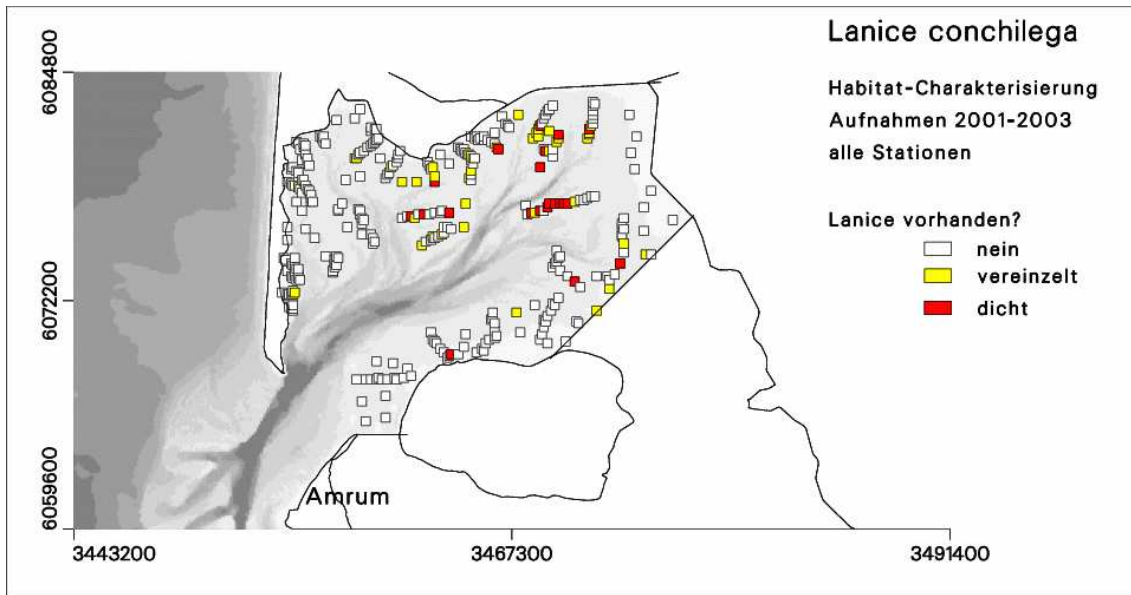 Lanice conchilega
Habitat-Charakterisierung
Aufnahmen 2001-2003
alle Stationen
Lanice vorhanden?
nein
vereinzelt
dicht
6084800
6072200
6059600
Amrum
3443200
3467300
3491400